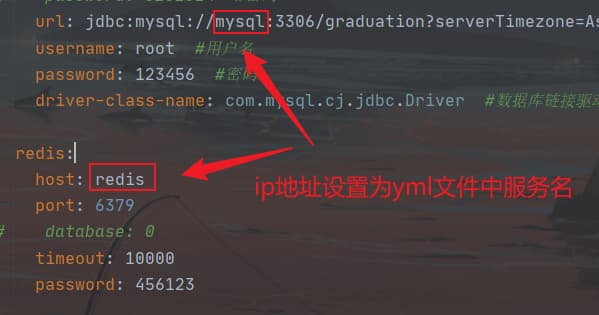 url: jdbc:mysql://mysql:3306/graduation?serverTimezone=As
username: root #用户名
password: 123456 #密码
driver-class-name: com.mysql.cj.jdbc.Driver #数据库链接驱动
redis:
host: redis
ip地址设置为yml文件中服务名
port: 6379
# database: 0
timeout: 10000
password: 456123